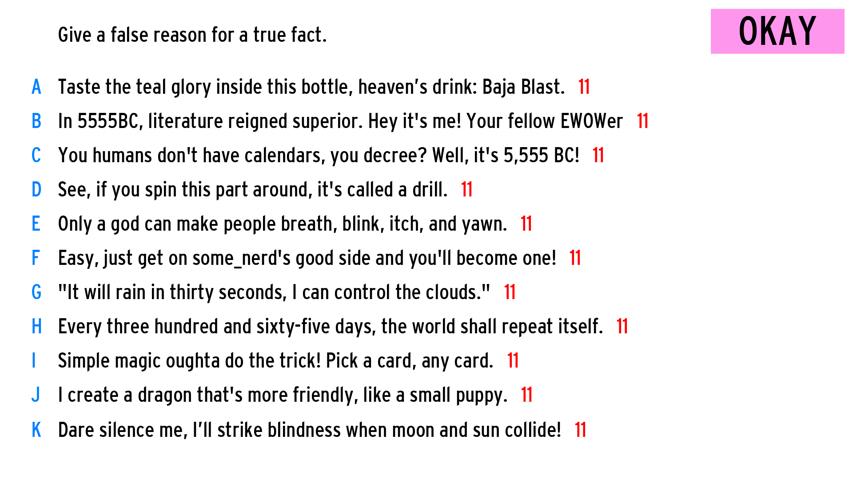 Give a false reason for a true fact.
OKAY
A Taste the teal glory inside this bottle, heaven’s drink: Baja Blast. 11
B In 5555BC, literature reigned superior. Hey it's me! Your fellow EWOWer 11
C You humans don't have calendars, you decree? Well, it's 5,555 BC! 11
D See, if you spin this part around, it's called a drill. 11
E Only a god can make people breath, blink, itch, and yawn. 11
F Easy, just get on some_nerd's good side and you'll become one! 11
G "It will rain in thirty seconds, I can control the clouds." 11
H Every three hundred and sixty-five days, the world shall repeat itself. 11
I Simple magic oughta do the trick! Pick a card, any card. 11
J I create a dragon that's more friendly, like a small puppy. 11
K Dare silence me, I’ll strike blindness when moon and sun collide! 11